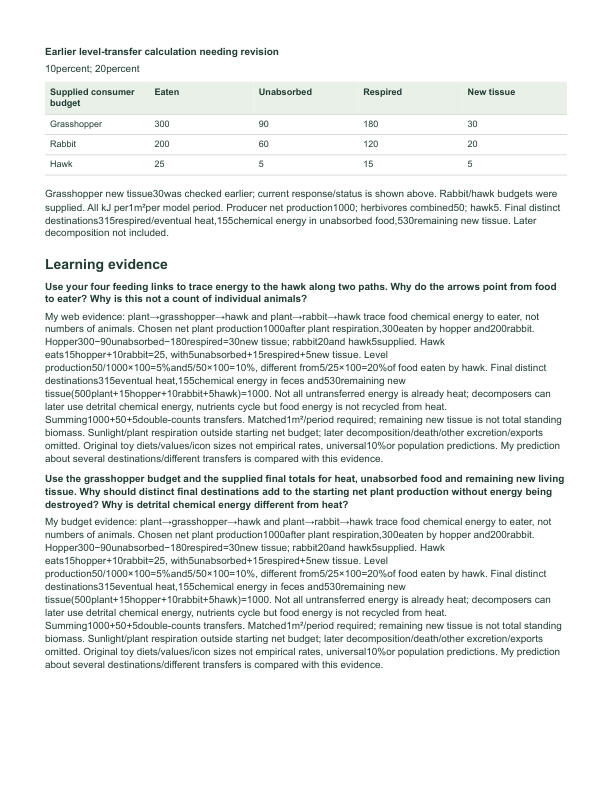 Earlier level-transfer calculation needing revision
10percent; 20percent
Supplied consumer budget Eaten Unabsorbed Respired New tissue
Grasshopper 300 90 180 30
Rabbit 200 60 120 20
Hawk 25 5 15 5
Grasshopper new tissue30was checked earlier; current response/status is shown above. Rabbit/hawk budgets were
supplied. All kJ per1m²per model period. Producer net production1000; herbivores combined50; hawk5. Final distinct
destinations315respired/eventual heat,155chemical energy in unabsorbed food,530remaining new tissue. Later
decomposition not included.
Learning evidence
Use your four feeding links to trace energy to the hawk along two paths. Why do the arrows point from food
to eater? Why is this not a count of individual animals?
My web evidence: plant→grasshopper→hawk and plant→rabbit→hawk trace food chemical energy to eater, not
numbers of animals. Chosen net plant production1000after plant respiration,300eaten by hopper and200rabbit.
Hopper300−90unabsorbed−180respired=30new tissue; rabbit20and hawk5supplied. Hawk
eats15hopper+10rabbit=25, with5unabsorbed+15respired+5new tissue. Level
production50/1000×100=5%and5/50×100=10%, different from5/25×100=20%of food eaten by hawk. Final distinct
destinations315eventual heat,155chemical energy in feces and530remaining new
tissue(500plant+15hopper+10rabbit+5hawk)=1000. Not all untransferred energy is already heat; decomposers can
later use detrital chemical energy, nutrients cycle but food energy is not recycled from heat.
Summing1000+50+5double-counts transfers. Matched1m²/period required; remaining new tissue is not total standing
biomass. Sunlight/plant respiration outside starting net budget; later decomposition/death/other excretion/exports
omitted. Original toy diets/values/icon sizes not empirical rates, universal10%or population predictions. My prediction
about several destinations/different transfers is compared with this evidence.
Use the grasshopper budget and the supplied final totals for heat, unabsorbed food and remaining new living
tissue. Why should distinct final destinations add to the starting net plant production without energy being
destroyed? Why is detrital chemical energy different from heat?
My budget evidence: plant→grasshopper→hawk and plant→rabbit→hawk trace food chemical energy to eater, not
numbers of animals. Chosen net plant production1000after plant respiration,300eaten by hopper and200rabbit.
Hopper300−90unabsorbed−180respired=30new tissue; rabbit20and hawk5supplied. Hawk
eats15hopper+10rabbit=25, with5unabsorbed+15respired+5new tissue. Level
production50/1000×100=5%and5/50×100=10%, different from5/25×100=20%of food eaten by hawk. Final distinct
destinations315eventual heat,155chemical energy in feces and530remaining new
tissue(500plant+15hopper+10rabbit+5hawk)=1000. Not all untransferred energy is already heat; decomposers can
later use detrital chemical energy, nutrients cycle but food energy is not recycled from heat.
Summing1000+50+5double-counts transfers. Matched1m²/period required; remaining new tissue is not total standing
biomass. Sunlight/plant respiration outside starting net budget; later decomposition/death/other excretion/exports
omitted. Original toy diets/values/icon sizes not empirical rates, universal10%or population predictions. My prediction
about several destinations/different transfers is compared with this evidence.